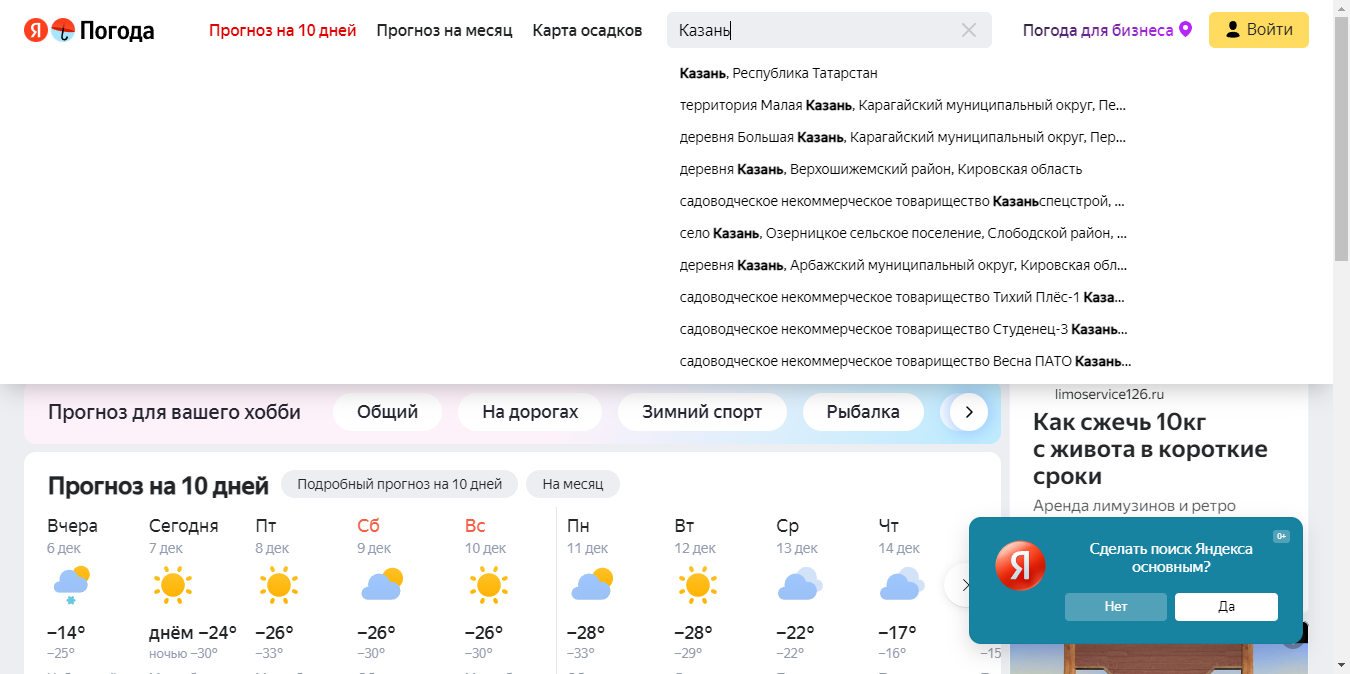 Я Погода
Прогноз на 10 дней
Прогноз на месяц
Карта осадков
Казань
Погода для бизнеса
Войти
Казань, Республика Татарстан
территория Малая Казань, Карагайский муниципальный округ, Пе...
деревня Большая Казань, Карагайский муниципальный округ, Пер...
деревня Казань, Верхошижемский район, Кировская область
садоводческое некоммерческое товарищество Казаньспецстрой, ...
село Казань, Озерницкое сельское поселение, Слободской район, ...
деревня Казань, Арбажский муниципальный округ, Кировская обл...
садоводческое некоммерческое товарищество Тихий Плёс-1 Каза...
садоводческое некоммерческое товарищество Студенец-3 Казань...
садоводческое некоммерческое товарищество Весна ПАТО Казань...
Прогноз для вашего хобби
Общий
На дорогах
Зимний спорт
Рыбалка
limoservice126.ru
Как сжечь 10кг
с живота в короткие
сроки
Аренда лимузинов и ретро
Прогноз на 10 дней
Подробный прогноз на 10 дней
На месяц
Вчера Сегодня Пт Сб Вс Пн Вт Ср Чт
6 дек 7 дек 8 дек 9 дек 10 дек 11 дек 12 дек 13 дек 14 дек
−14° днём −24° −26° −26° −26° −28° −28° −22° −17°
−25° ночью −30° −33° −30° −30° −33° −29° −22° −16° −15
0+
Я
Сделать поиск Яндекса
основным?
Нет
Да